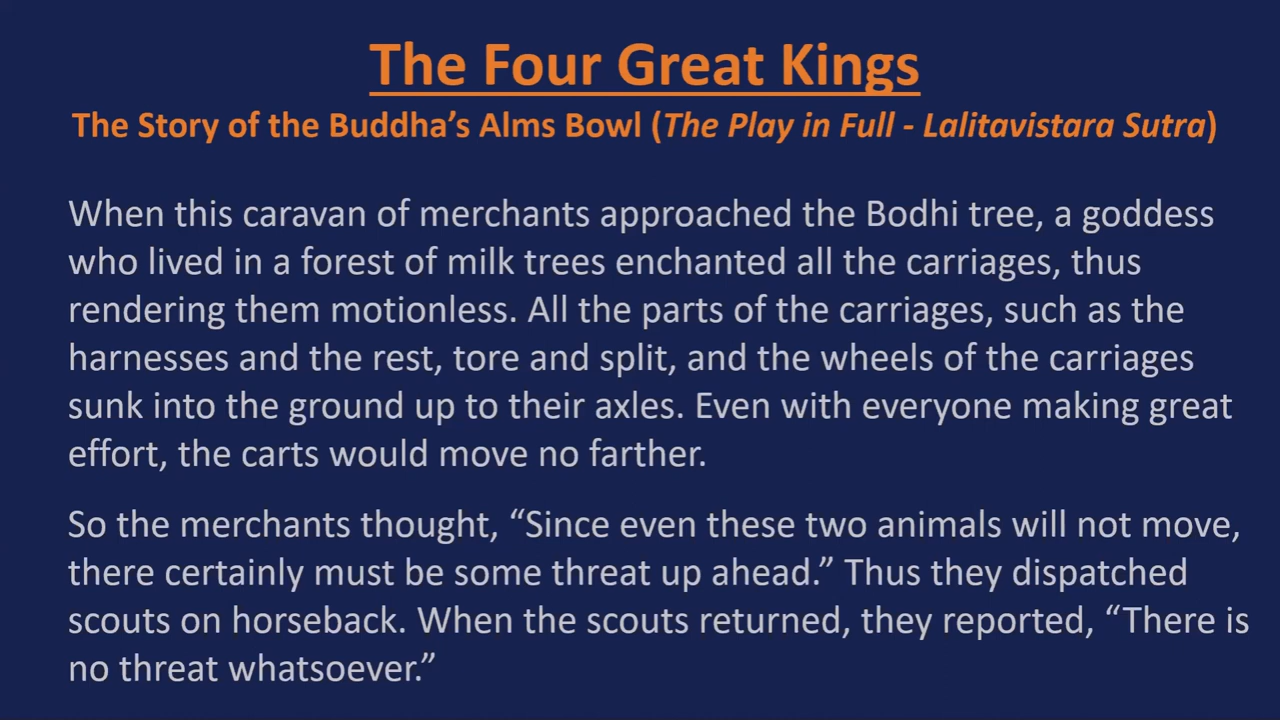 The Four Great Kings
The Story of the Buddha’s Alms Bowl (The Play in Full - Lalitavistara Sutra)
When this caravan of merchants approached the Bodhi tree, a goddess
who lived in a forest of milk trees enchanted all the carriages, thus
rendering them motionless. All the parts of the carriages, such as the
harnesses and the rest, tore and split, and the wheels of the carriages
sunk into the ground up to their axles. Even with everyone making great
effort, the carts would move no farther.
So the merchants thought, “Since even these two animals will not move,
there certainly must be some threat up ahead.” Thus they dispatched
scouts on horseback. When the scouts returned, they reported, “There is
no threat whatsoever.”